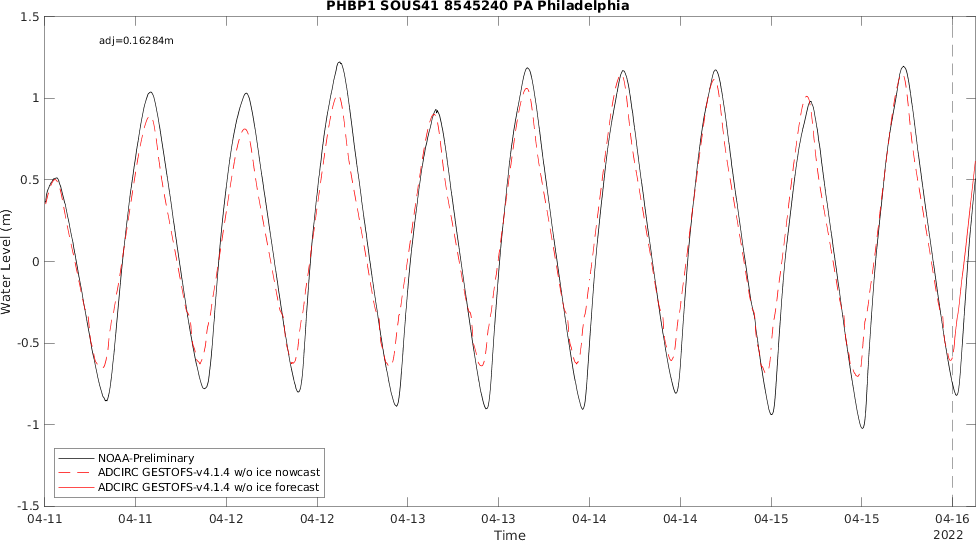 PHBP1 SOUS41 8545240 PA Philadelphia
adj=0.16284m
1.5
1
0.5
0
-0.5
-1
-1.5
Water Level (m)
NOAA-Preliminary
ADCIRC GESTOFS-v4.1.4 w/o ice nowcast
ADCIRC GESTOFS-v4.1.4 w/o ice forecast
04-11 04-11 04-12 04-12 04-13 04-13 04-14 04-14 04-15 04-15 04-16
Time 2022